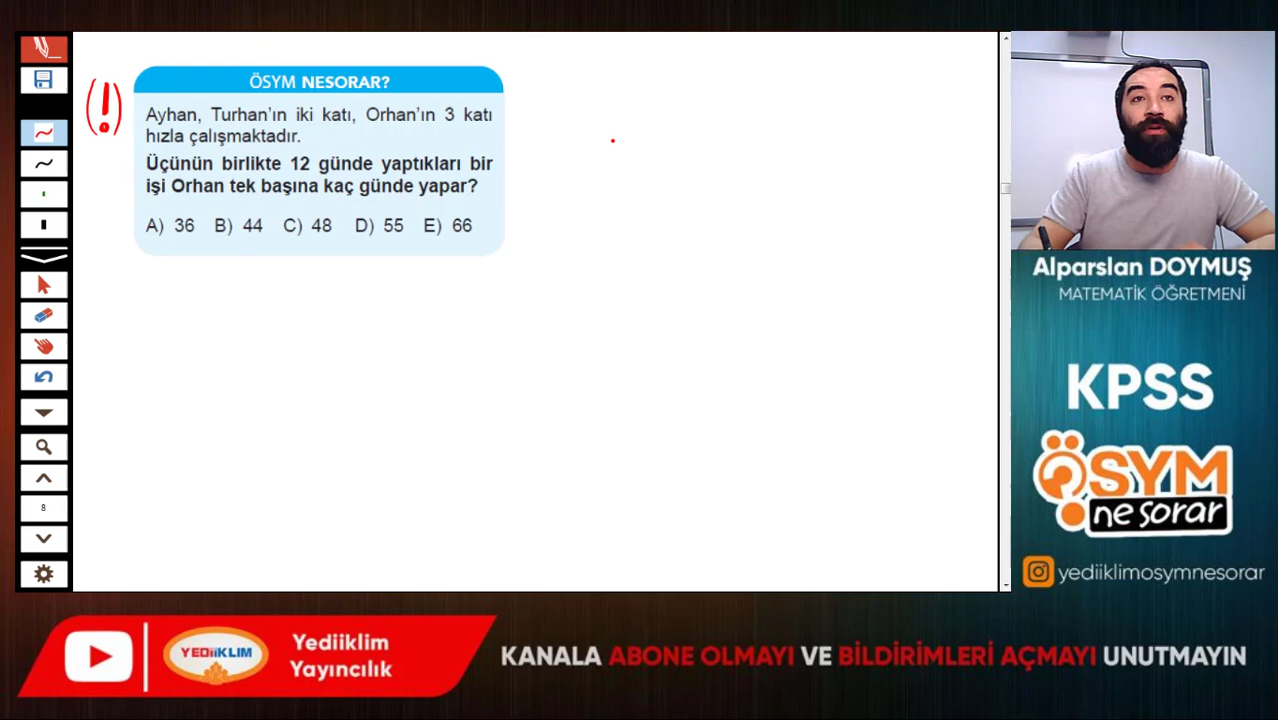 (!)
ÖSYM NESORAR?
Ayhan, Turhan'ın iki katı, Orhan'ın 3 katı
hızla çalışmaktadır.
Üçünün birlikte 12 günde yaptıkları bir
işi Orhan tek başına kaç günde yapar?
A) 36 B) 44 C) 48 D) 55 E) 66
8
Alparslan DOYMUŞ
MATEMATİK ÖĞRETMENİ
KPSS
ÖSYM
ne sorar
yediiklimosymnesorar
YEDiiKLIM
Yediiklim
Yayıncılık
KANALA ABONE OLMAYI VE BİLDİRİMLERİ AÇMAYI UNUTMAYIN